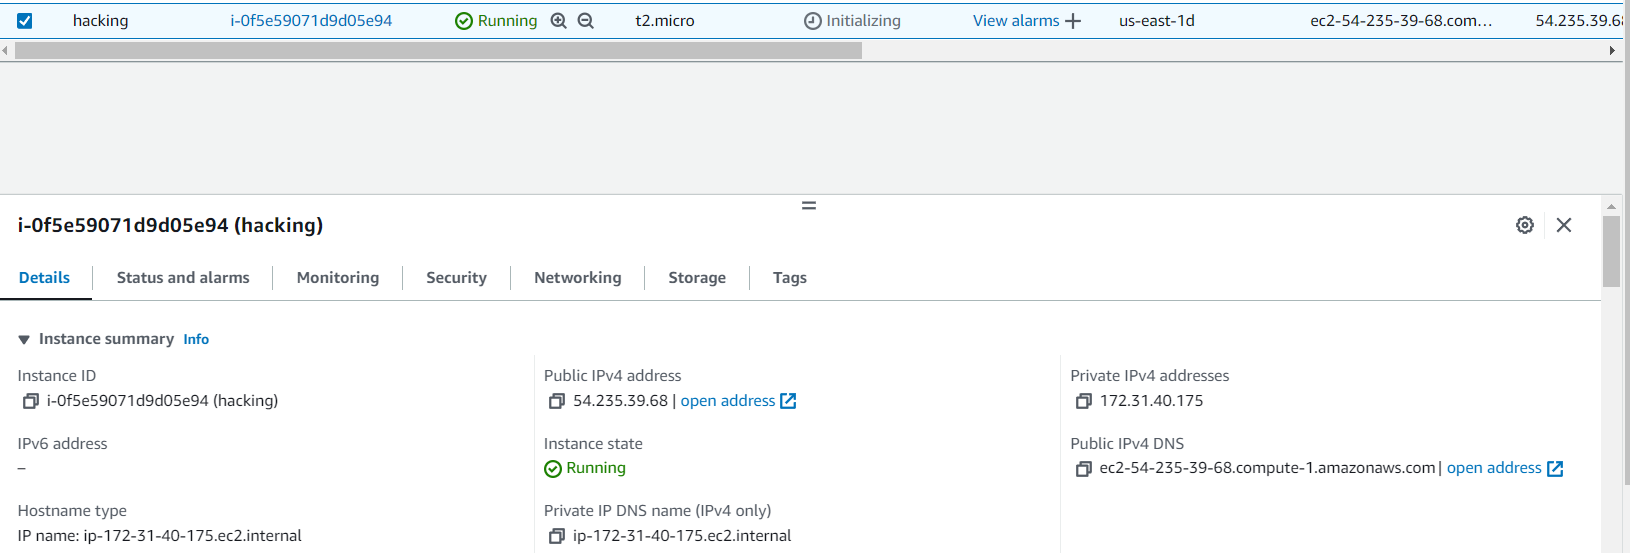 hacking i-0f5e59071d9d05e94 Running t2.micro Initializing View alarms + us-east-1d ec2-54-235-39-68.com… 54.235.39.68
i-0f5e59071d9d05e94 (hacking)
Details Status and alarms Monitoring Security Networking Storage Tags
Instance summary Info
Instance ID Public IPv4 address Private IPv4 addresses
i-0f5e59071d9d05e94 (hacking) 54.235.39.68 | open address 172.31.40.175
IPv6 address Instance state Public IPv4 DNS
– Running ec2-54-235-39-68.compute-1.amazonaws.com | open address
Hostname type Private IP DNS name (IPv4 only)
IP name: ip-172-31-40-175.ec2.internal ip-172-31-40-175.ec2.internal